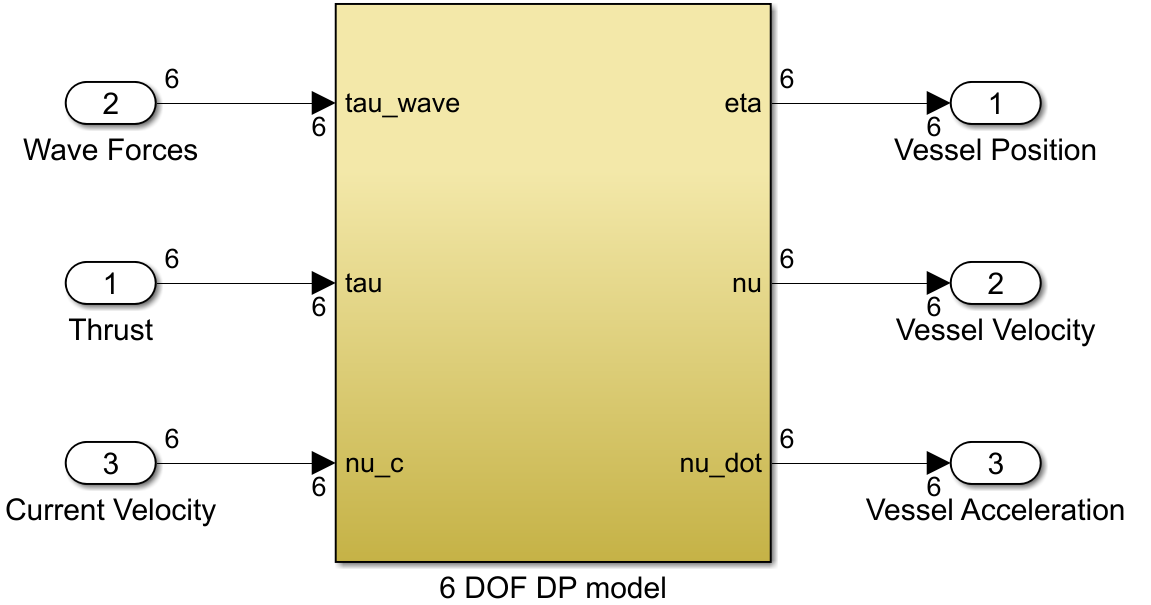 6 6
2 tau_wave eta 1
6 6
Wave Forces Vessel Position
6 6
1 tau nu 2
6 6
Thrust Vessel Velocity
6 6
3 nu_c nu_dot 3
6 6
Current Velocity Vessel Acceleration
6 DOF DP model